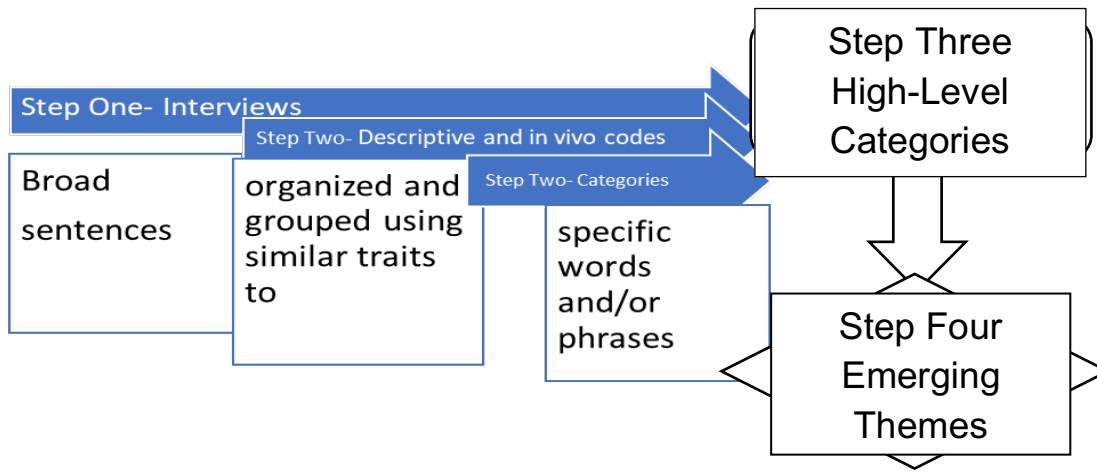 Step One- Interviews
Broad
sentences
Step Two- Descriptive and in vivo codes
organized and
grouped using
similar traits
to
Step Two- Categories
specific
words
and/or
phrases
Step Three
High-Level
Categories
Step Four
Emerging
Themes